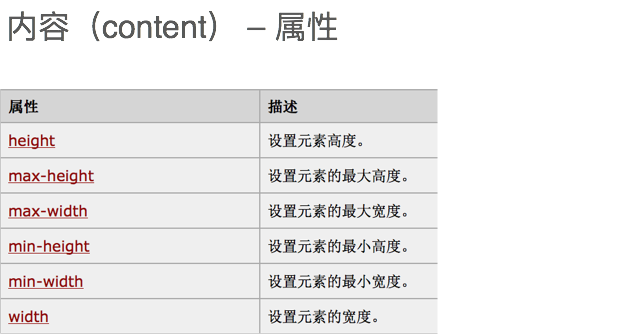 内容（content） – 属性
属性 描述
height 设置元素高度。
max-height 设置元素的最大高度。
max-width 设置元素的最大宽度。
min-height 设置元素的最小高度。
min-width 设置元素的最小宽度。
width 设置元素的宽度。